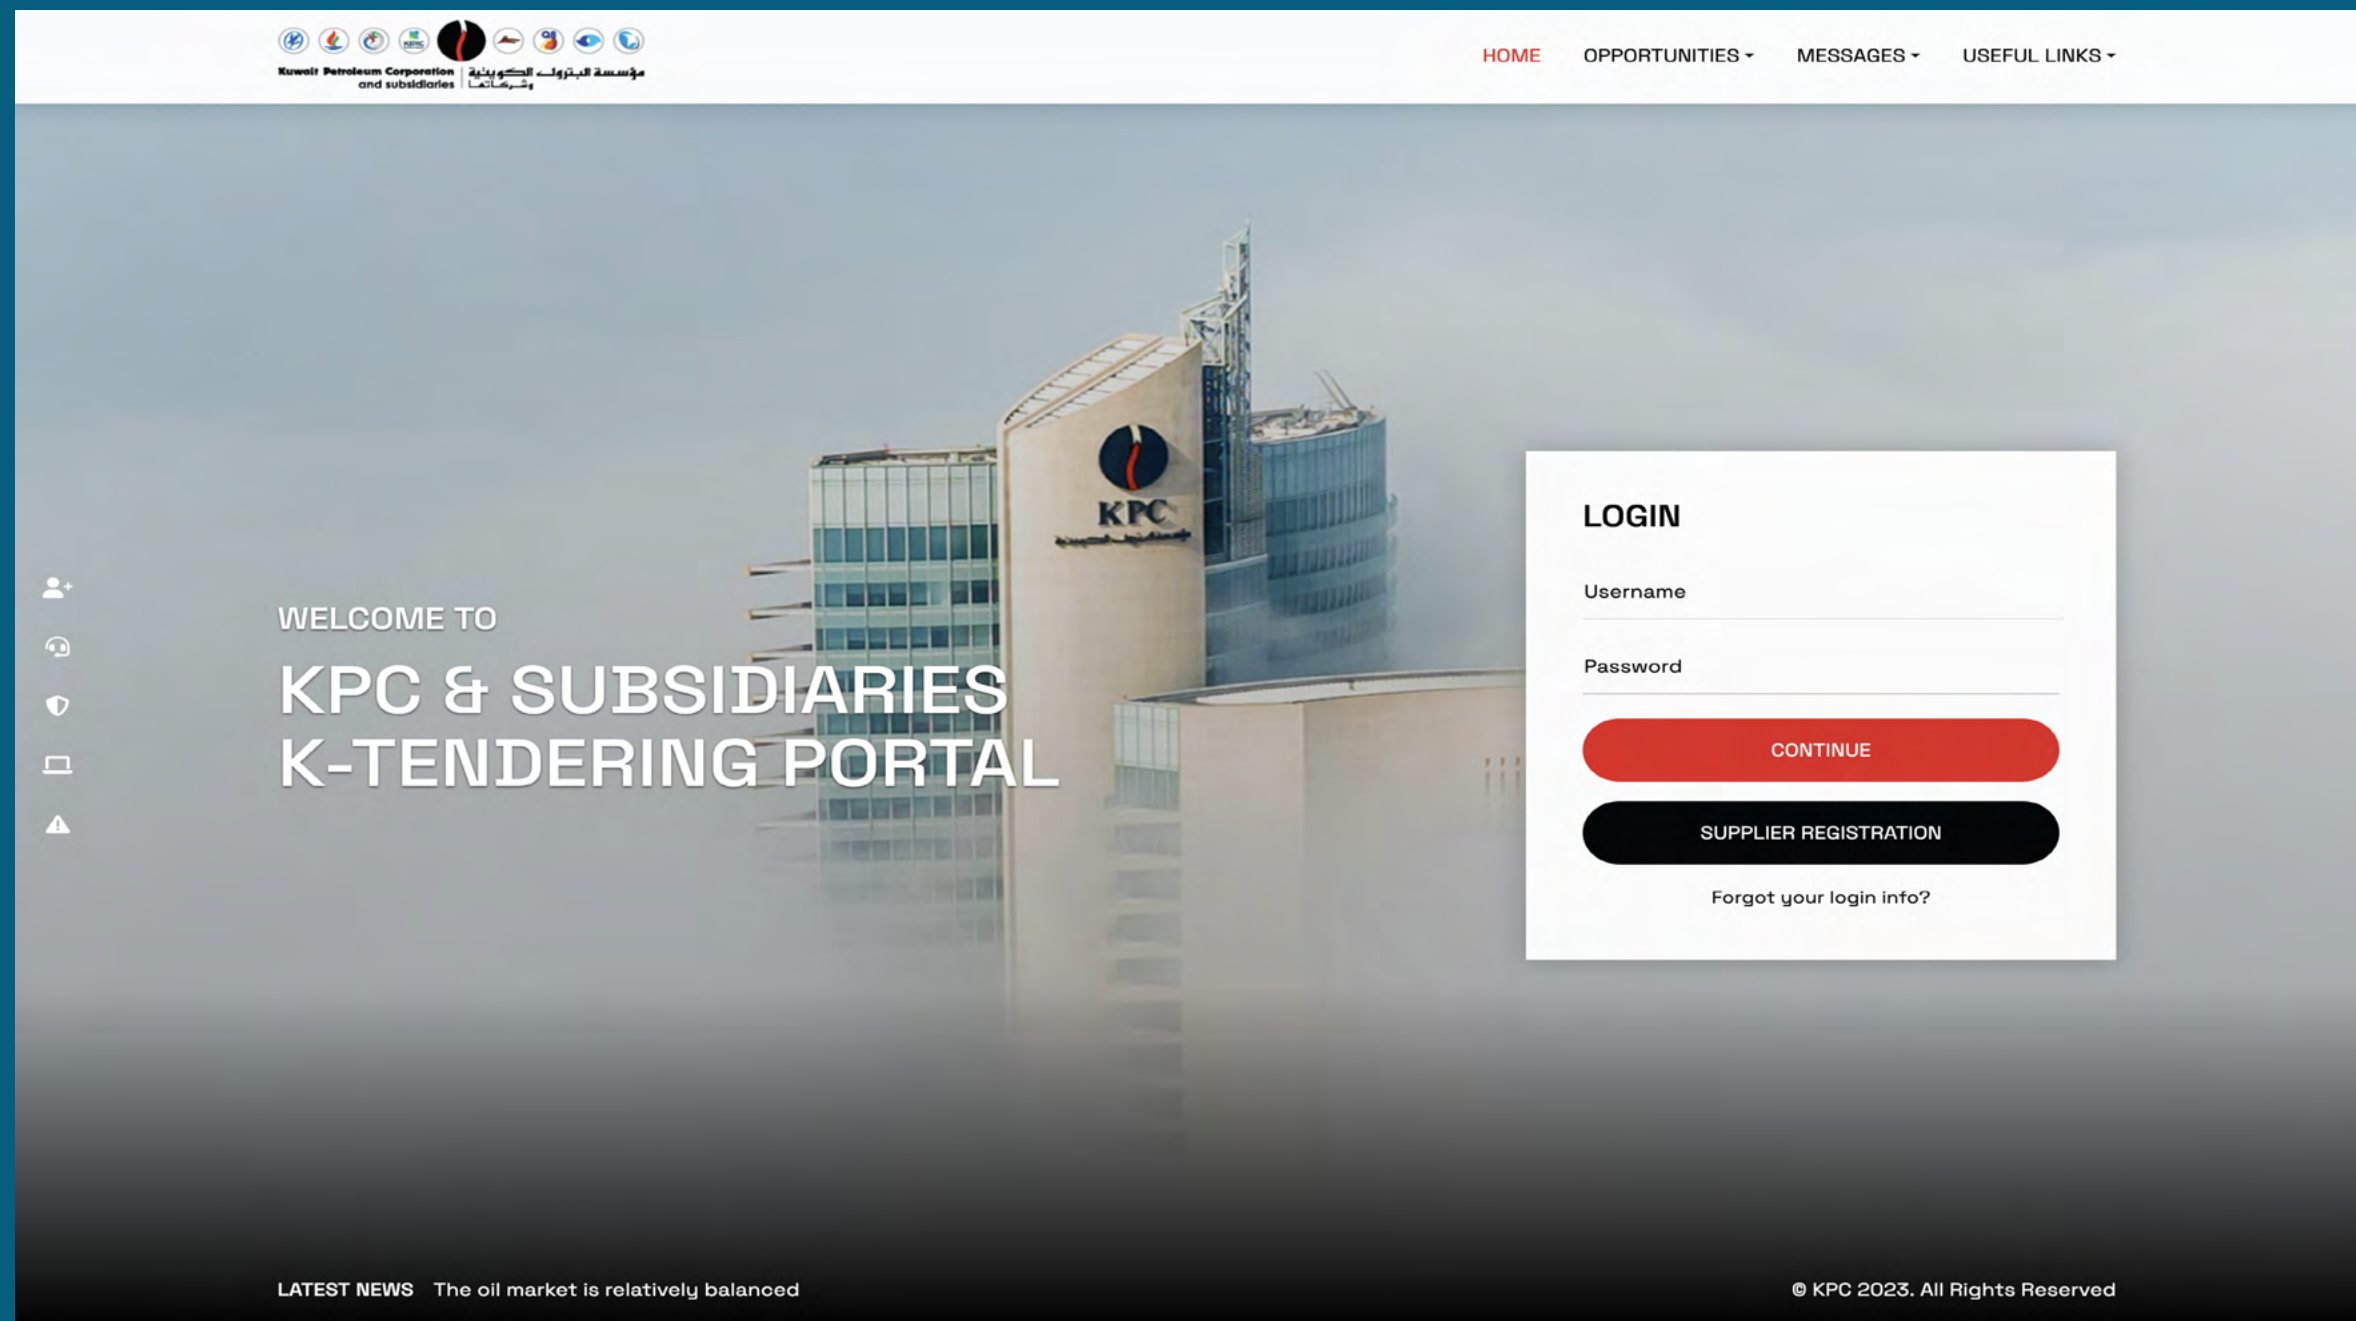 Kuwait Petroleum Corporation
and subsidiaries
مؤسسة البترول الكويتية
وشركاتها
HOME
OPPORTUNITIES
MESSAGES
USEFUL LINKS
KPC
WELCOME TO
KPC & SUBSIDIARIES
K-TENDERING PORTAL
LOGIN
Username
Password
CONTINUE
SUPPLIER REGISTRATION
Forgot your login info?
LATEST NEWS The oil market is relatively balanced
© KPC 2023. All Rights Reserved